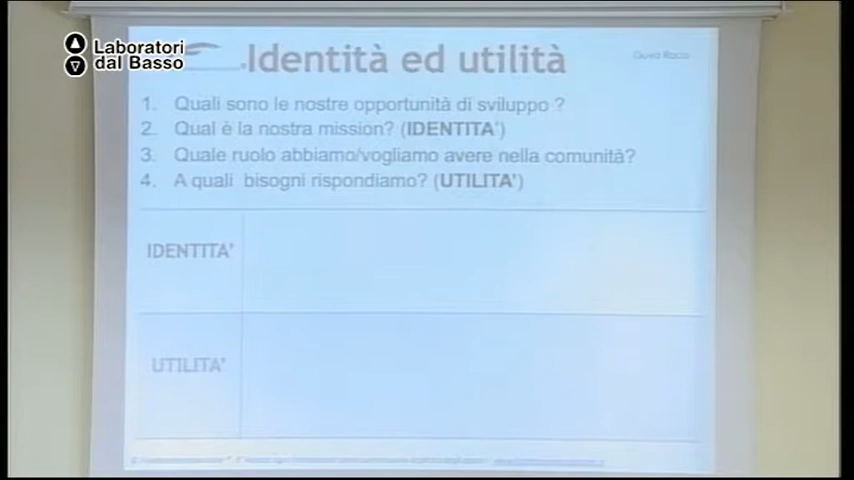 Laboratori
dal Basso
Identità ed utilità
1. Quali sono le nostre opportunità di sviluppo ?
2. Qual è la nostra mission? (IDENTITA')
3. Quale ruolo abbiamo/vogliamo avere nella comunità?
4. A quali bisogni rispondiamo? (UTILITA')
IDENTITA'
UTILITA'